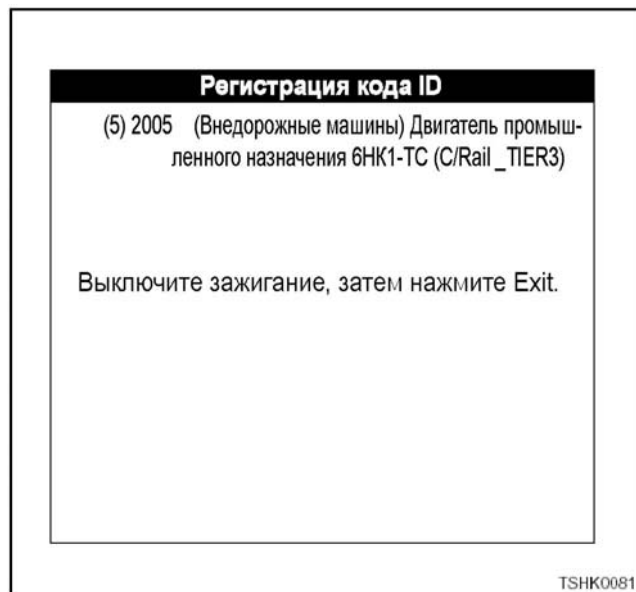 Регистрация кода ID
(5) 2005 (Внедорожные машины) Двигатель промыш-
ленного назначения 6HK1-TC (C/Rail _TIER3)
Выключите зажигание, затем нажмите Exit.
TSHK0081